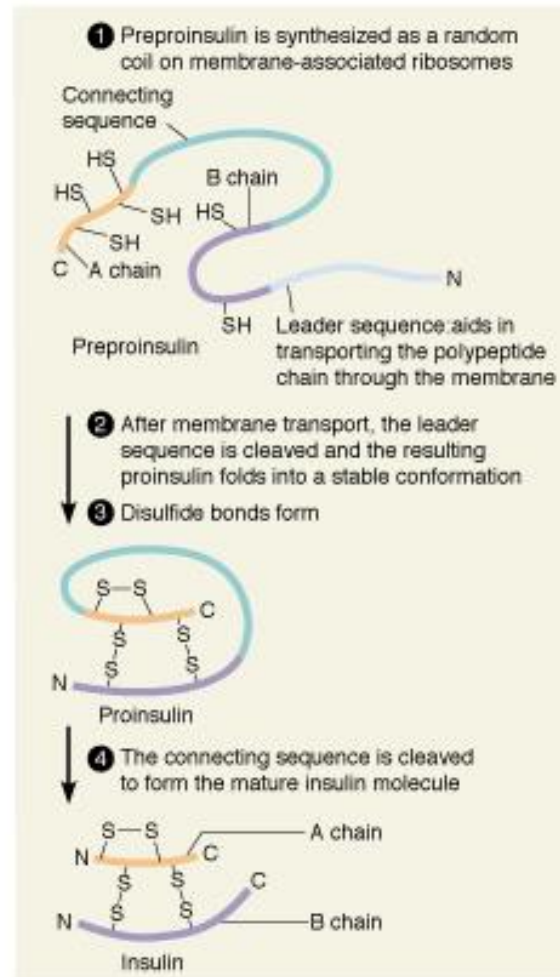 1 Preproinsulin is synthesized as a random
coil on membrane-associated ribosomes
Connecting
sequence
HS
B chain
HS
SH
HS
SH
C
A chain
N
SH
Leader sequence aids in
transporting the polypeptide
chain through the membrane
Preproinsulin
2 After membrane transport, the leader
sequence is cleaved and the resulting
proinsulin folds into a stable conformation
3 Disulfide bonds form
S—S
C
S
S
S
S
N
Proinsulin
4 The connecting sequence is cleaved
to form the mature insulin molecule
S—S
A chain
N
C
S
S
C
S
S
N
B chain
Insulin